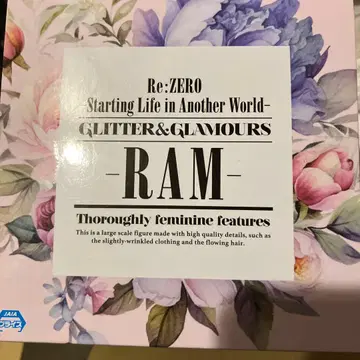 Re:ZERO
-Starting Life in Another World-
GLITTER&GLAMOURS
-RAM-
Thoroughly feminine features
This is a large scale figure made with high quality details, such as
the slightly-wrinkled clothing and the flowing hair.
JAIA